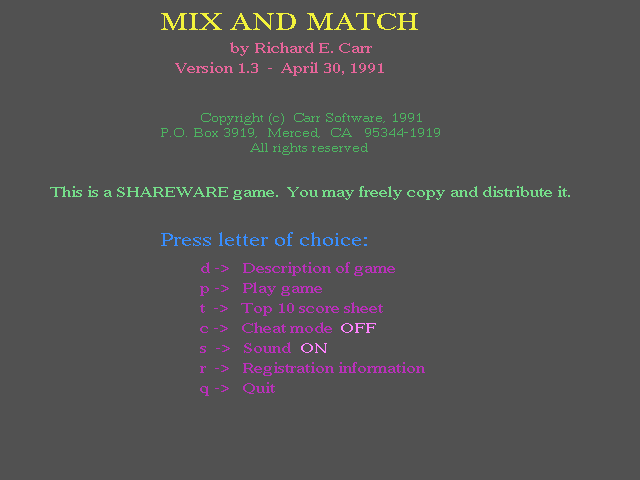 MIX AND MATCH
by Richard E. Carr
Version 1.3 - April 30, 1991
Copyright (c) Carr Software, 1991
P.O. Box 3919, Merced, CA 95344-1919
All rights reserved
This is a SHAREWARE game. You may freely copy and distribute it.
Press letter of choice:
d -> Description of game
p -> Play game
t -> Top 10 score sheet
c -> Cheat mode OFF
s -> Sound ON
r -> Registration information
q -> Quit